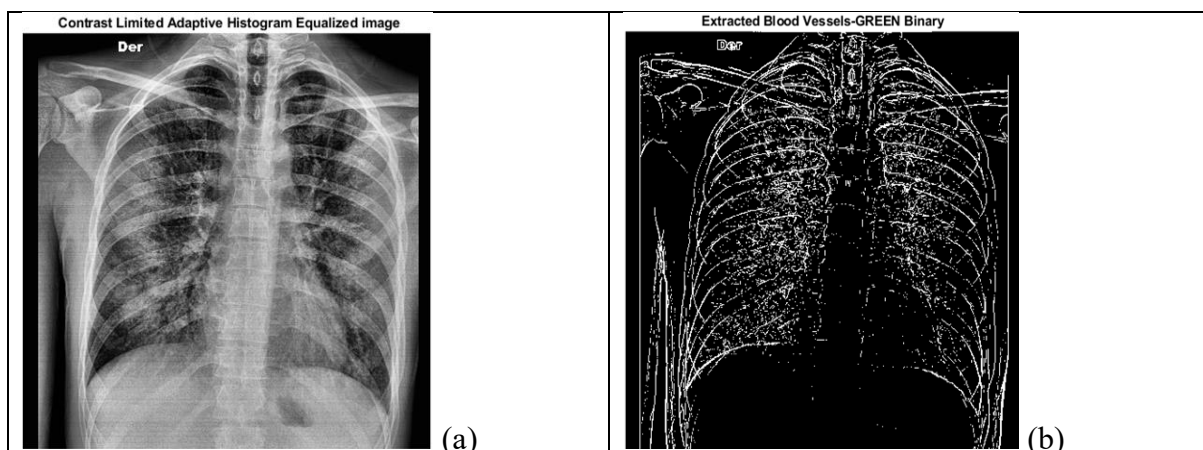 Contrast Limited Adaptive Histogram Equalized image
Der
(a)
Extracted Blood Vessels-GREEN Binary
Der
(b)